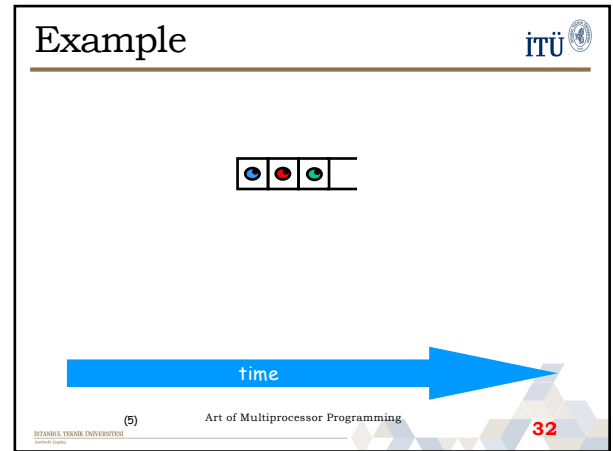 Example
İTÜ
time
(5)
Art of Multiprocessor Programming
32
İSTANBUL TEKNİK ÜNİVERSİTESİ